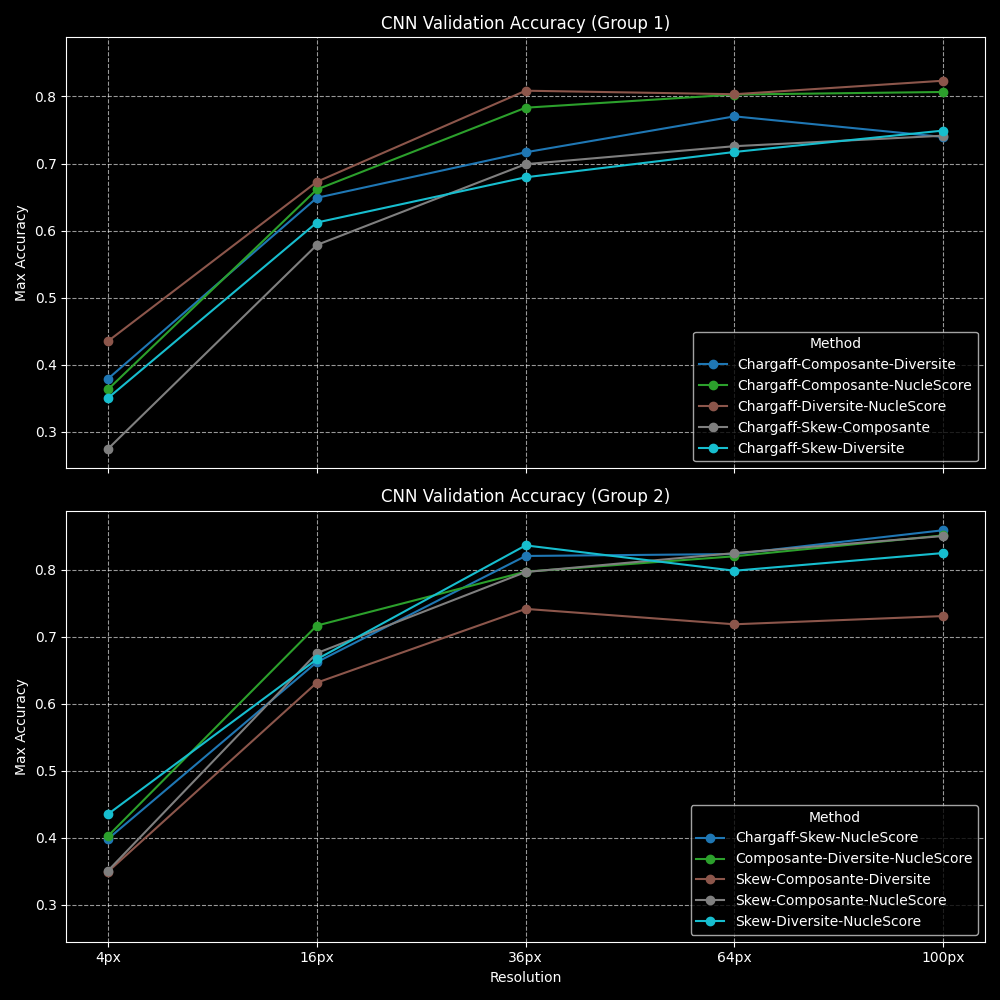 CNN Validation Accuracy (Group 1)
0.8
0.7
0.6
0.5
0.4
0.3
Max Accuracy
Method
Chargaff-Composante-Diversite
Chargaff-Composante-NucleScore
Chargaff-Diversite-NucleScore
Chargaff-Skew-Composante
Chargaff-Skew-Diversite
CNN Validation Accuracy (Group 2)
0.8
0.7
0.6
0.5
0.4
0.3
Max Accuracy
Method
Chargaff-Skew-NucleScore
Composante-Diversite-NucleScore
Skew-Composante-Diversite
Skew-Composante-NucleScore
Skew-Diversite-NucleScore
4px 16px 36px 64px 100px
Resolution